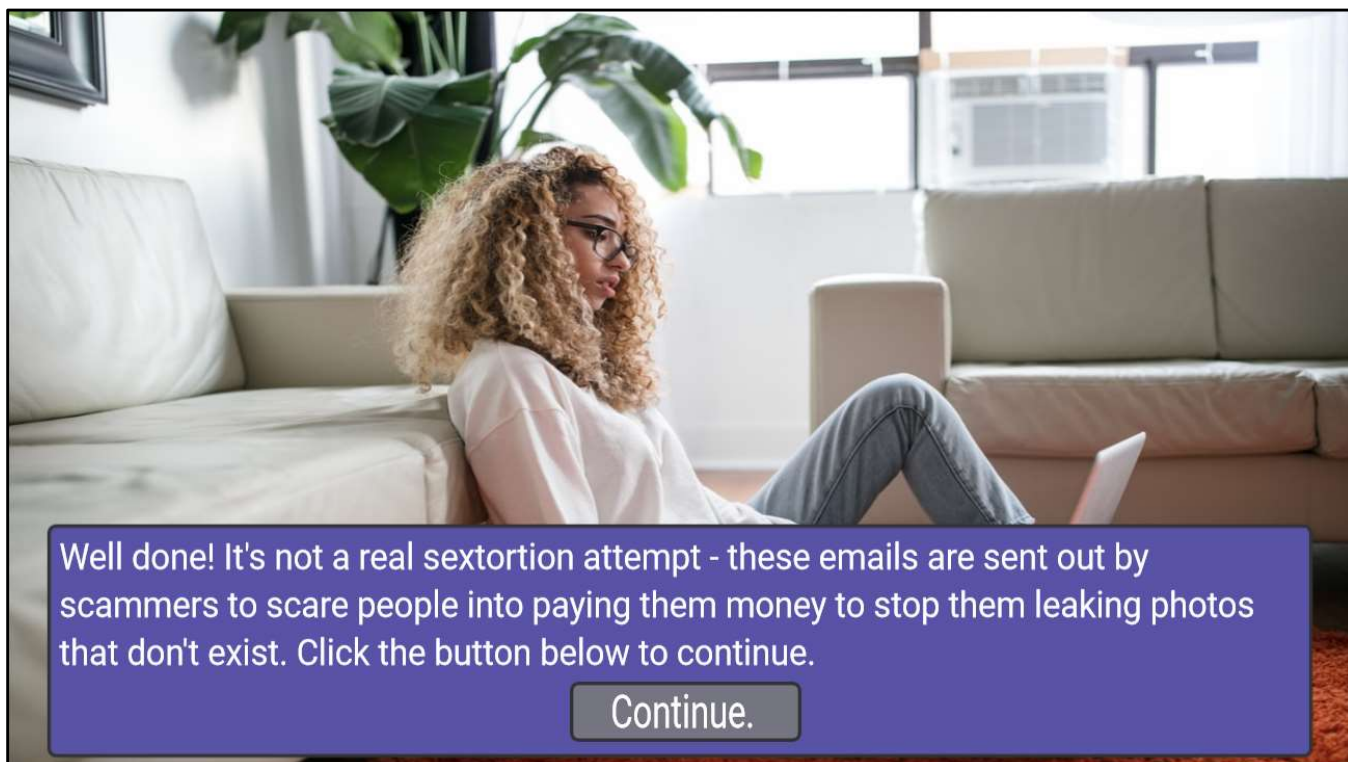 Well done! It's not a real sextortion attempt - these emails are sent out by
scammers to scare people into paying them money to stop them leaking photos
that don't exist. Click the button below to continue.
Continue.